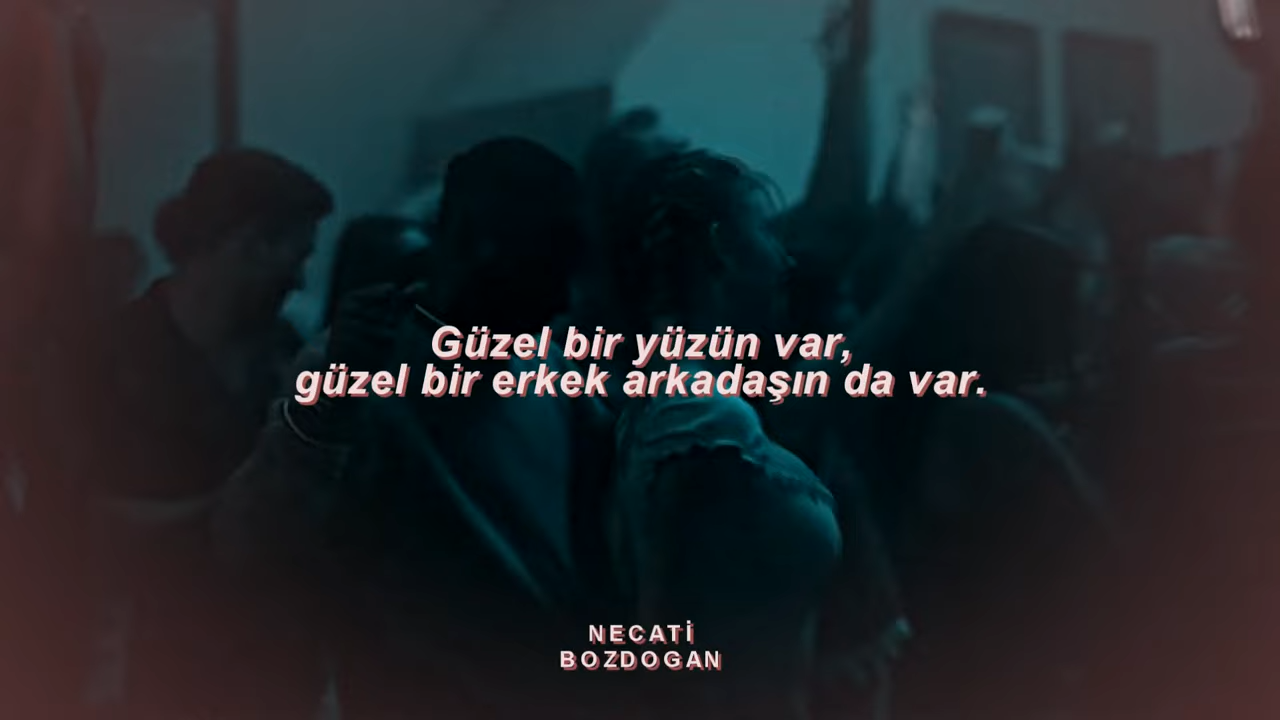 Güzel bir yüzün var,
güzel bir erkek arkadaşın da var.
NECATİ
BOZDOGAN